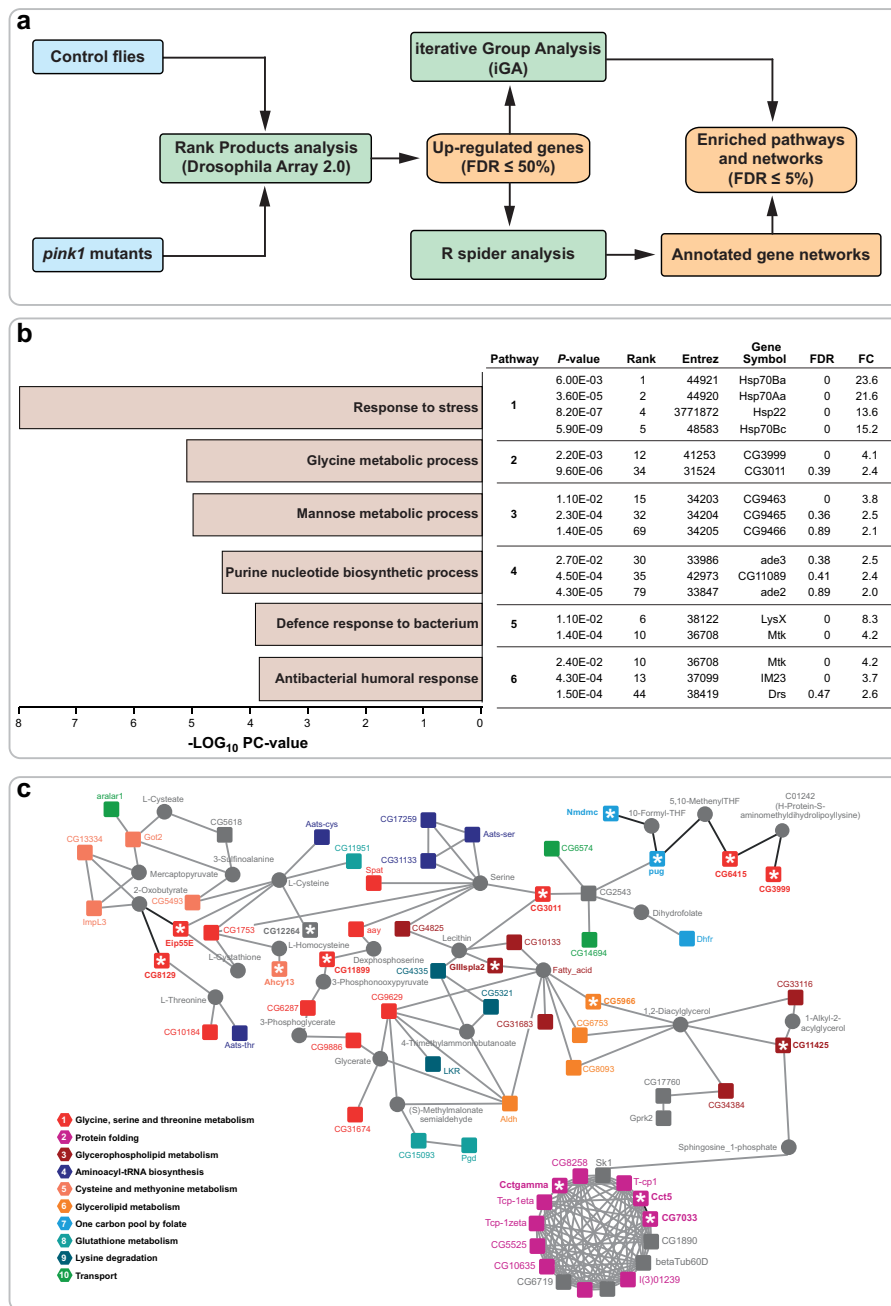 a
Control flies
iterative Group Analysis
(iGA)
Rank Products analysis
(Drosophila Array 2.0)
Up-regulated genes
(FDR ≤ 50%)
Enriched pathways
and networks
(FDR ≤ 5%)
pink1 mutants
R spider analysis
Annotated gene networks
b
Response to stress
Glycine metabolic process
Mannose metabolic process
Purine nucleotide biosynthetic process
Defence response to bacterium
Antibacterial humoral response
8 7 6 5 4 3 2 1 0
-LOG10 PC-value
Pathway P-value Rank Entrez Gene Symbol FDR FC
1
6.00E-03 1 44921 Hsp70Ba 0 23.6
3.60E-05 2 44920 Hsp70Aa 0 21.6
8.20E-07 4 3771872 Hsp22 0 13.6
5.90E-09 5 48583 Hsp70Bc 0 15.2
2
2.20E-03 12 41253 CG3999 0 4.1
9.60E-06 34 31524 CG3011 0.39 2.4
3
1.10E-02 15 34203 CG9463 0 3.8
2.30E-04 32 34204 CG9465 0.36 2.5
1.40E-05 69 34205 CG9466 0.89 2.1
4
2.70E-02 30 33986 ade3 0.38 2.5
4.50E-04 35 42973 CG11089 0.41 2.4
4.30E-05 79 33847 ade2 0.89 2.0
5
1.10E-02 6 38122 LysX 0 8.3
1.40E-04 10 36708 Mtk 0 4.2
6
2.40E-02 10 36708 Mtk 0 4.2
4.30E-04 13 37099 IM23 0 3.7
1.50E-04 44 38419 Drs 0.47 2.6
c
aralar1
L-Cysteate
CG5618
CG13334
Got2
Aats-cys
CG11951
CG17259
Aats-ser
CG31133
Spat
Serine
Mercaptopyruvate
3-Sulfinoalanine
2-Oxobutyrate
CG5493
L-Cysteine
ImpL3
Eip55E
CG1753
CG12264
aay
CG4825
Lecithin
CG10133
CG3011
CG6574
CG2543
CG14694
Nmdmc
10-Formyl-THF
5,10-MethenylTHF
C01242
(H-Protein-S-
aminomethyldihydrolipoyllysine)
pug
CG6415
CG3999
Dihydrofolate
Dhfr
L-Homocysteine
L-Cystathione
CG8129
Ahcy13
CG11899
Dexphosphoserine
3-Phosphonooxypyruvate
GIIIspla2
Fatty_acid
CG4335
CG5321
L-Threonine
CG10184
Aats-thr
CG6287
3-Phosphoglycerate
CG9629
CG9886
Glycerate
4-Trimethylammoniobutanoate
CG31683
CG5966
CG6753
CG8093
1,2-Diacylglycerol
CG33116
1-Alkyl-2-
acylglycerol
CG11425
LKR
CG31674
(S)-Methylmalonate
semialdehyde
Aldh
CG15093
Pgd
CG17760
Gprk2
CG34384
Sphingosine_1-phosphate
1 Glycine, serine and threonine metabolism
2 Protein folding
3 Glycerophospholipid metabolism
4 Aminoacyl-tRNA biosynthesis
5 Cysteine and methyonine metabolism
6 Glycerolipid metabolism
7 One carbon pool by folate
8 Glutathione metabolism
9 Lysine degradation
10 Transport
CG8258
Sk1
Cctgamma
T-cp1
Tcp-1eta
Cct5
Tcp-1zeta
CG7033
CG5525
CG1890
CG10635
betaTub60D
CG6719
l(3)01239